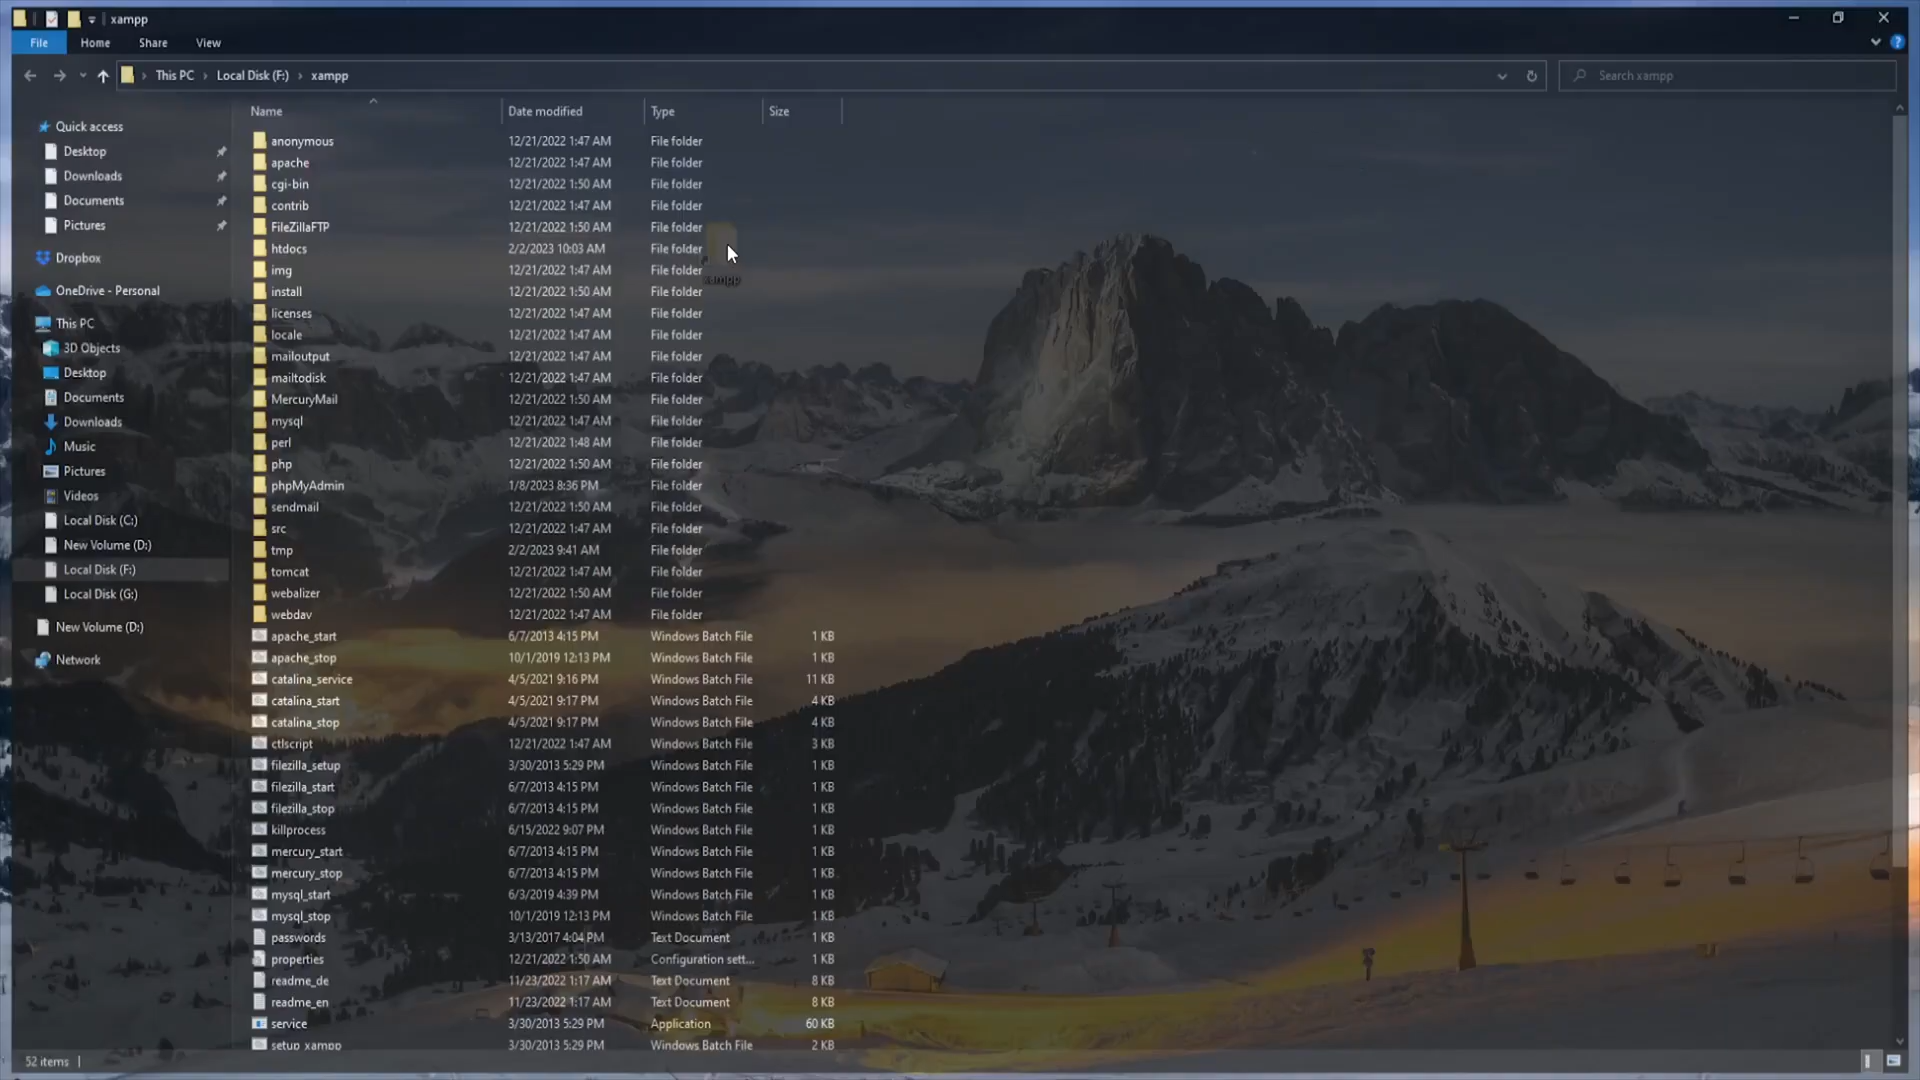 xampp
File Home Share View
This PC Local Disk (F:) xampp Search xampp
Name Date modified Type Size
Quick access
Desktop
Downloads
Documents
Pictures
Dropbox
OneDrive - Personal
This PC
3D Objects
Desktop
Documents
Downloads
Music
Pictures
Videos
Local Disk (C:)
New Volume (D:)
Local Disk (F:)
Local Disk (G:)
New Volume (D:)
Network
anonymous 12/21/2022 1:47 AM File folder
apache 12/21/2022 1:47 AM File folder
cgi-bin 12/21/2022 1:50 AM File folder
contrib 12/21/2022 1:47 AM File folder
FileZillaFTP 12/21/2022 1:50 AM File folder
htdocs 2/2/2023 10:03 AM File folder
img 12/21/2022 1:47 AM File folder
xampp
install 12/21/2022 1:50 AM File folder
licenses 12/21/2022 1:47 AM File folder
locale 12/21/2022 1:47 AM File folder
mailoutput 12/21/2022 1:47 AM File folder
mailtodisk 12/21/2022 1:47 AM File folder
MercuryMail 12/21/2022 1:50 AM File folder
mysql 12/21/2022 1:47 AM File folder
perl 12/21/2022 1:48 AM File folder
php 12/21/2022 1:50 AM File folder
phpMyAdmin 1/8/2023 8:36 PM File folder
sendmail 12/21/2022 1:50 AM File folder
src 12/21/2022 1:47 AM File folder
tmp 2/2/2023 9:41 AM File folder
tomcat 12/21/2022 1:47 AM File folder
webalizer 12/21/2022 1:50 AM File folder
webdav 12/21/2022 1:47 AM File folder
apache_start 6/7/2013 4:15 PM Windows Batch File 1 KB
apache_stop 10/1/2019 12:13 PM Windows Batch File 1 KB
catalina_service 4/5/2021 9:16 PM Windows Batch File 11 KB
catalina_start 4/5/2021 9:17 PM Windows Batch File 4 KB
catalina_stop 4/5/2021 9:17 PM Windows Batch File 4 KB
ctlscript 12/21/2022 1:47 AM Windows Batch File 3 KB
filezilla_setup 3/30/2013 5:29 PM Windows Batch File 1 KB
filezilla_start 6/7/2013 4:15 PM Windows Batch File 1 KB
filezilla_stop 6/7/2013 4:15 PM Windows Batch File 1 KB
killprocess 6/15/2022 9:07 PM Windows Batch File 1 KB
mercury_start 6/7/2013 4:15 PM Windows Batch File 1 KB
mercury_stop 6/7/2013 4:15 PM Windows Batch File 1 KB
mysql_start 6/3/2019 4:39 PM Windows Batch File 1 KB
mysql_stop 10/1/2019 12:13 PM Windows Batch File 1 KB
passwords 3/13/2017 4:04 PM Text Document 1 KB
properties 12/21/2022 1:50 AM Configuration sett... 1 KB
readme_de 11/23/2022 1:17 AM Text Document 8 KB
readme_en 11/23/2022 1:17 AM Text Document 8 KB
service 3/30/2013 5:29 PM Application 60 KB
setup_xampp 3/30/2013 5:29 PM Windows Batch File 2 KB
52 items